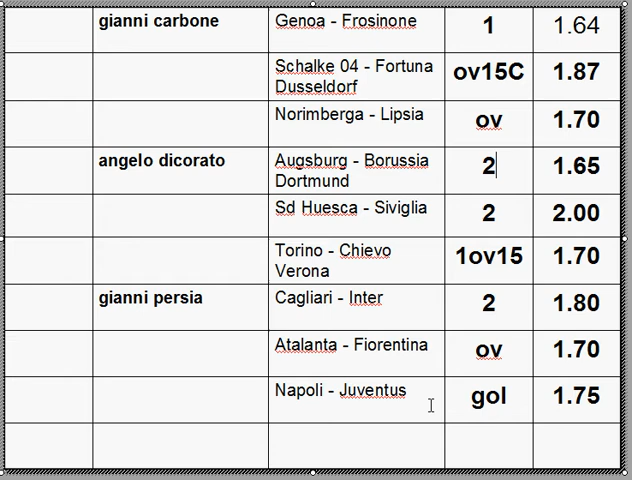 gianni carbone Genoa - Frosinone 1 1.64
Schalke 04 - Fortuna Dusseldorf ov15C 1.87
Norimberga - Lipsia ov 1.70
angelo dicorato Augsburg - Borussia Dortmund 2 1.65
Sd Huesca - Siviglia 2 2.00
Torino - Chievo Verona 1ov15 1.70
gianni persia Cagliari - Inter 2 1.80
Atalanta - Fiorentina ov 1.70
Napoli - Juventus gol 1.75